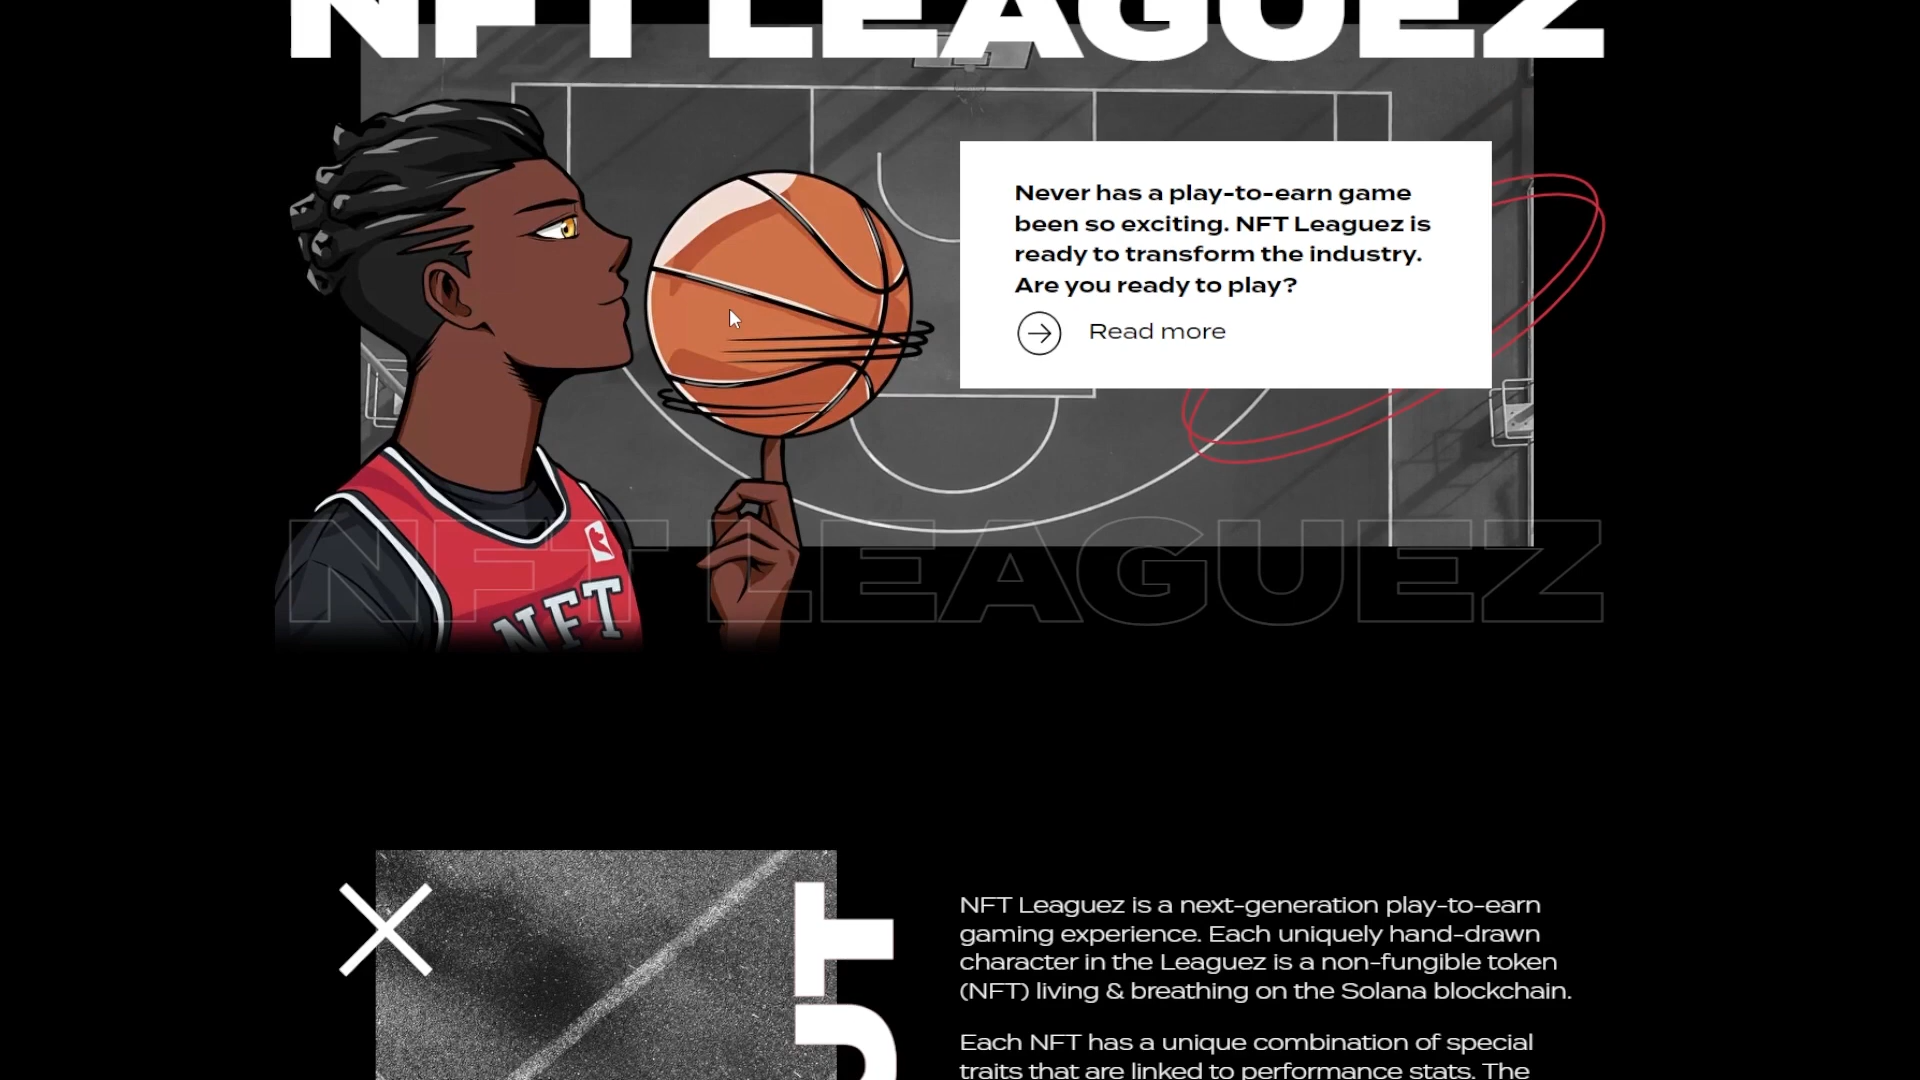 NFT LEAGUEZ
Never has a play-to-earn game
been so exciting. NFT Leaguez is
ready to transform the industry.
Are you ready to play?
Read more
NFT
NFT LEAGUEZ
NFT Leaguez is a next-generation play-to-earn
gaming experience. Each uniquely hand-drawn
character in the Leaguez is a non-fungible token
(NFT) living & breathing on the Solana blockchain.
Each NFT has a unique combination of special
traits that are linked to performance stats. The